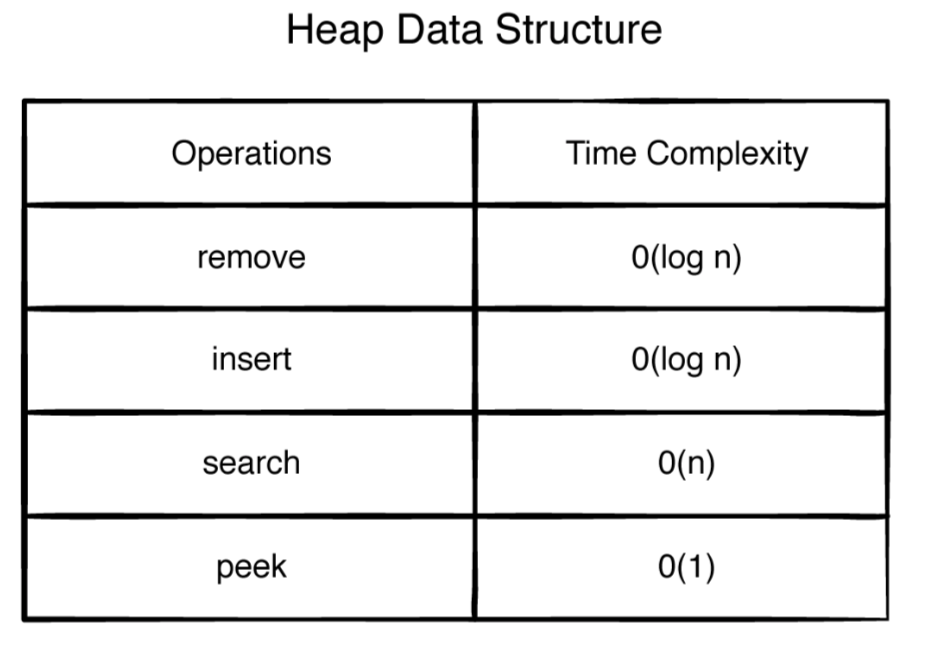 Heap Data Structure
Operations Time Complexity
remove 0(log n)
insert 0(log n)
search 0(n)
peek 0(1)